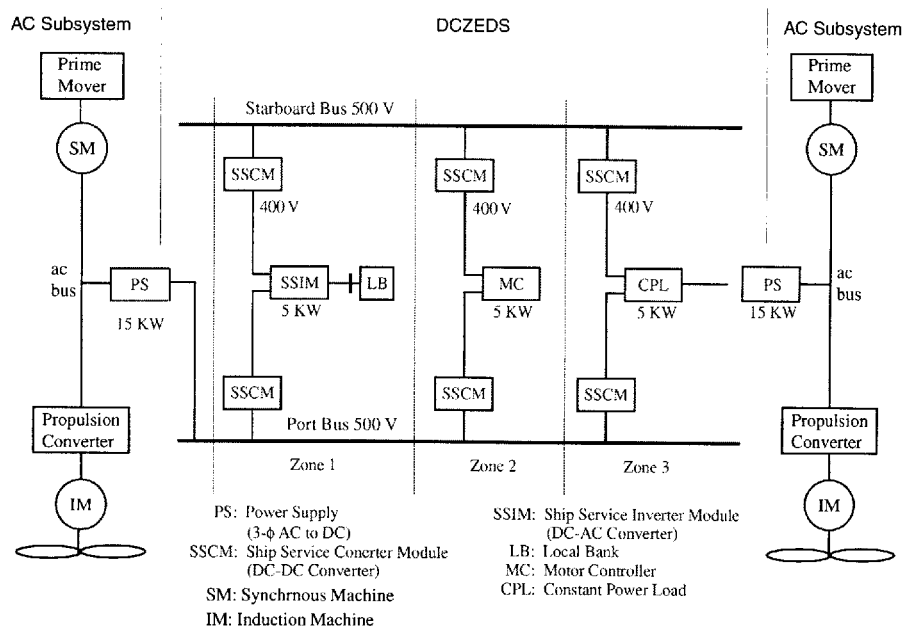 AC Subsystem
DCZEDS
AC Subsystem
Prime
Mover
Prime
Mover
Starboard Bus 500 V
SM
SM
SSCM
SSCM
SSCM
400 V
400 V
400 V
ac
bus
PS
SSIM
LB
MC
CPL
PS
ac
bus
15 KW
5 KW
5 KW
5 KW
15 KW
SSCM
SSCM
SSCM
Propulsion
Converter
Propulsion
Converter
Port Bus 500 V
Zone 1
Zone 2
Zone 3
IM
IM
PS: Power Supply
(3-ϕ AC to DC)
SSCM: Ship Service Conerter Module
(DC-DC Converter)
SM: Synchrnous Machine
IM: Induction Machine
SSIM: Ship Service Inverter Module
(DC-AC Converter)
LB: Local Bank
MC: Motor Controller
CPL: Constant Power Load